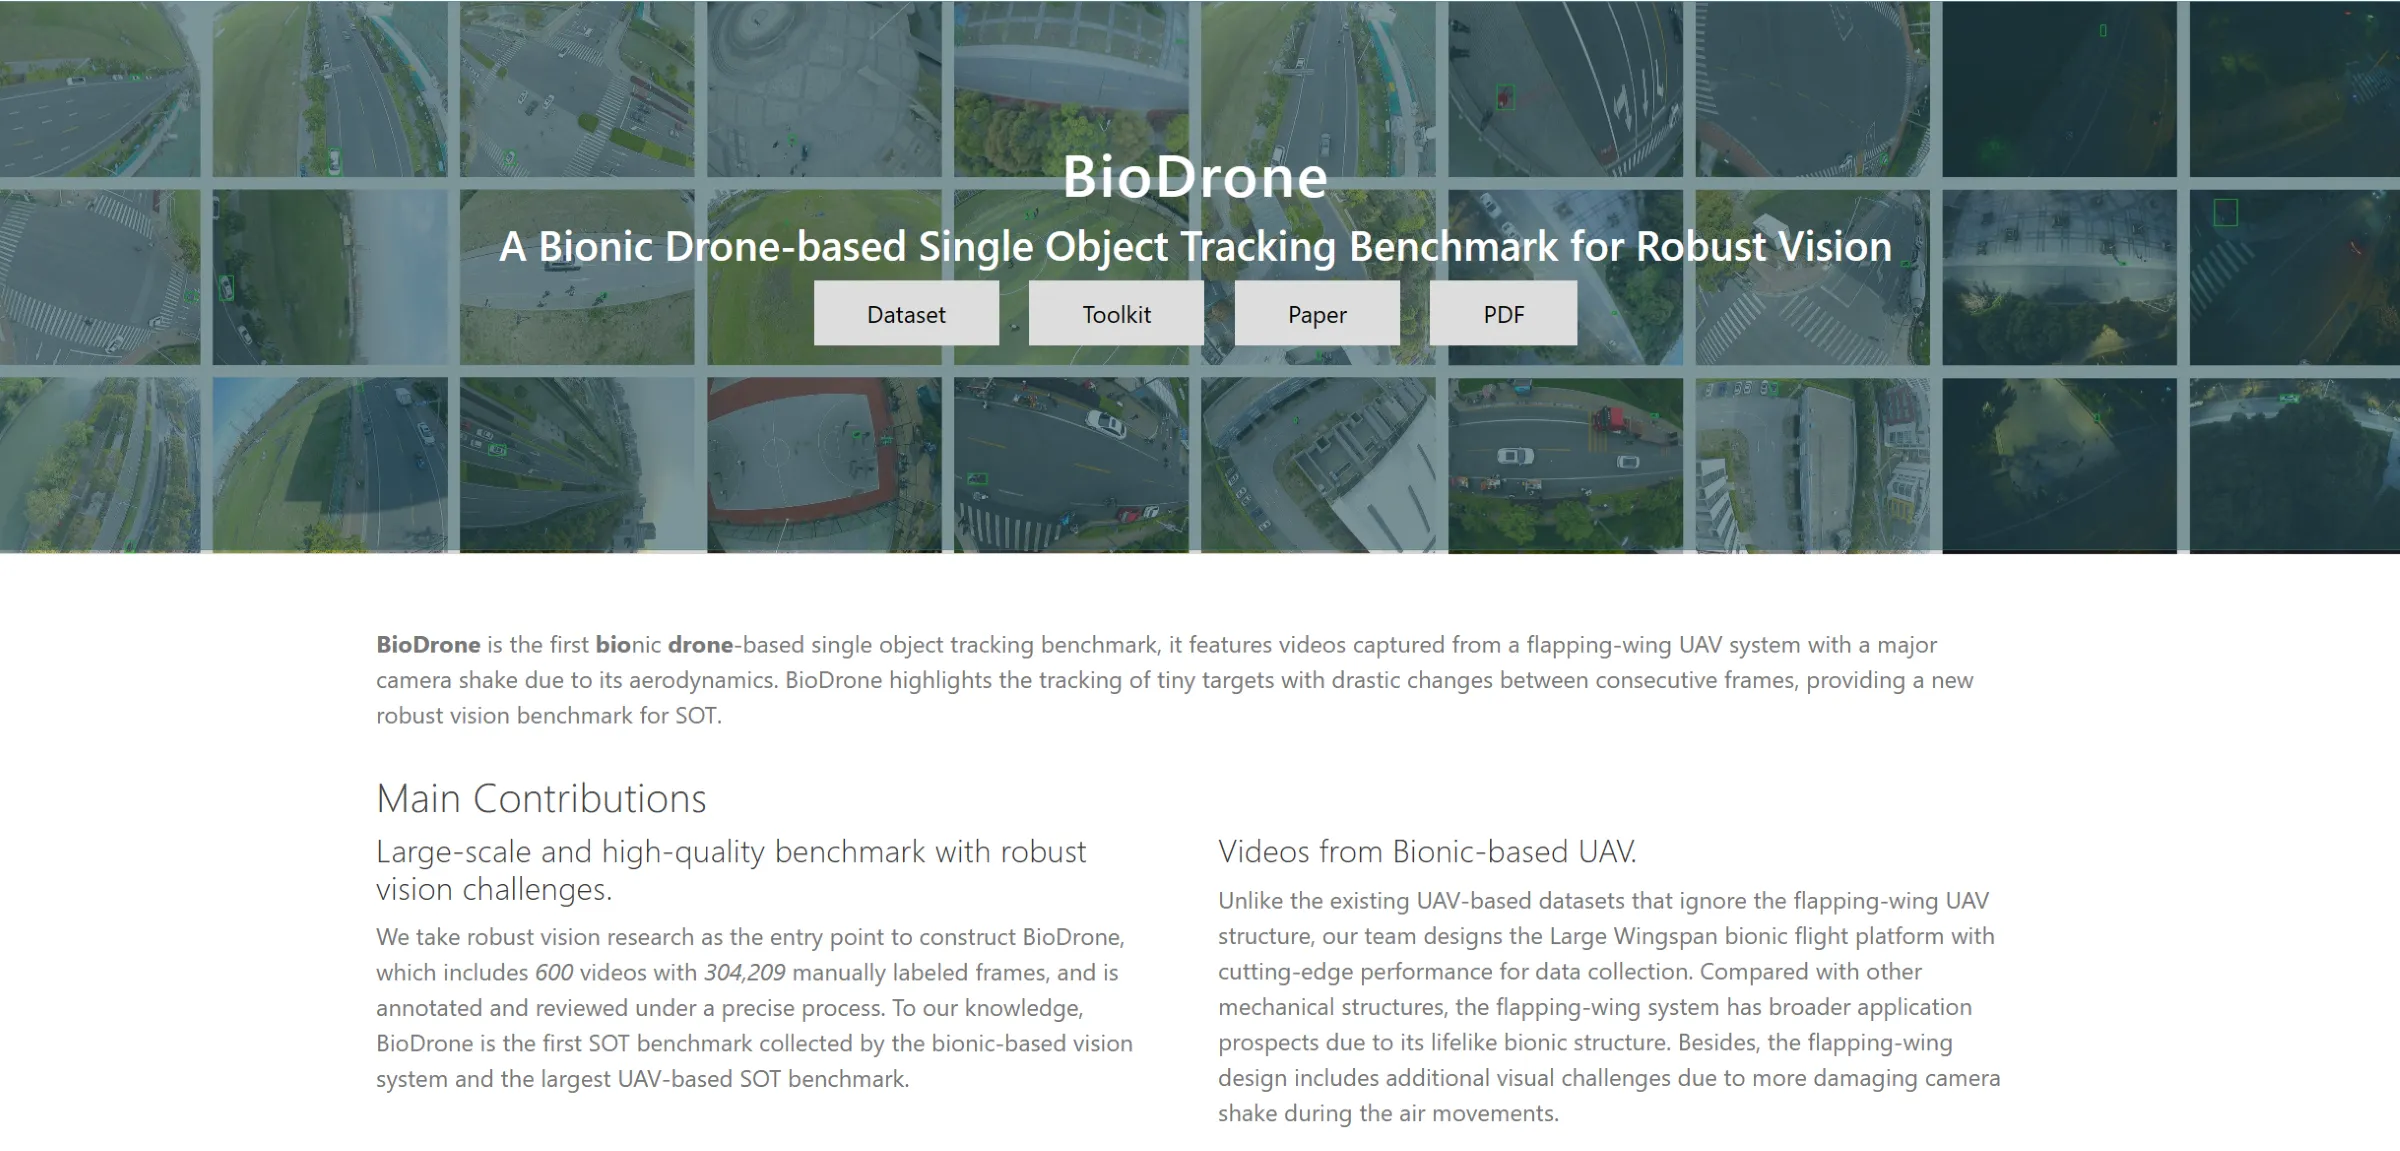 BioDrone
A Bionic Drone-based Single Object Tracking Benchmark for Robust Vision
Dataset
Toolkit
Paper
PDF
BioDrone is the first bionic drone-based single object tracking benchmark, it features videos captured from a flapping-wing UAV system with a major
camera shake due to its aerodynamics. BioDrone highlights the tracking of tiny targets with drastic changes between consecutive frames, providing a new
robust vision benchmark for SOT.
Main Contributions
Large-scale and high-quality benchmark with robust
vision challenges.
We take robust vision research as the entry point to construct BioDrone,
which includes 600 videos with 304,209 manually labeled frames, and is
annotated and reviewed under a precise process. To our knowledge,
BioDrone is the first SOT benchmark collected by the bionic-based vision
system and the largest UAV-based SOT benchmark.
Videos from Bionic-based UAV.
Unlike the existing UAV-based datasets that ignore the flapping-wing UAV
structure, our team designs the Large Wingspan bionic flight platform with
cutting-edge performance for data collection. Compared with other
mechanical structures, the flapping-wing system has broader application
prospects due to its lifelike bionic structure. Besides, the flapping-wing
design includes additional visual challenges due to more damaging camera
shake during the air movements.